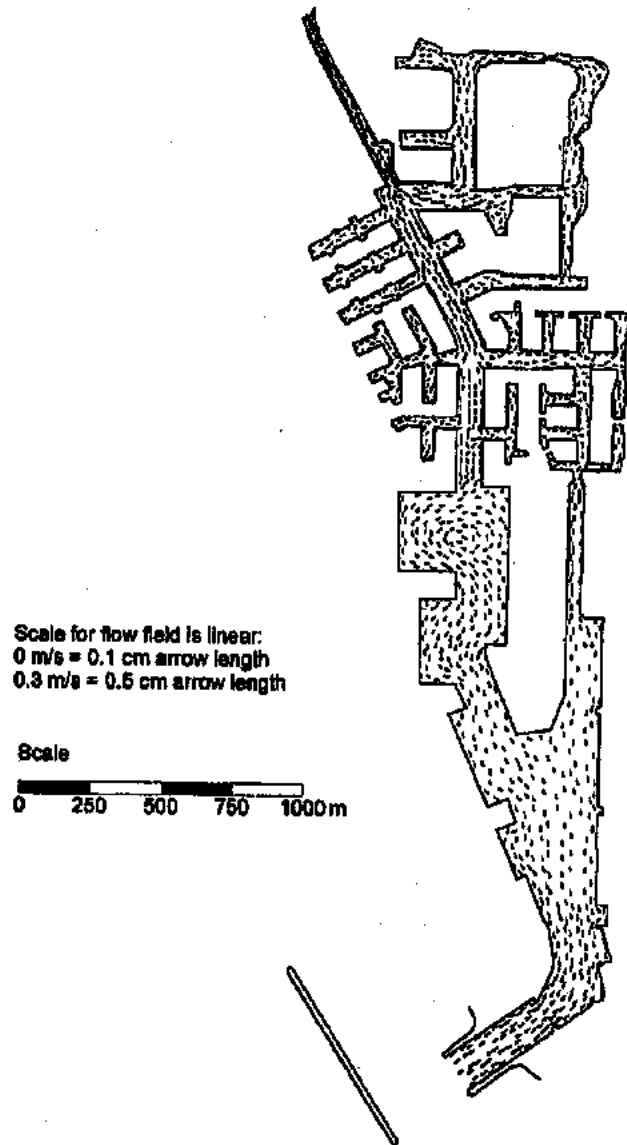 Scale for flow field is linear:
0 m/s = 0.1 cm arrow length
0.3 m/s = 0.5 cm arrow length
Scale
0 250 500 750 1000 m